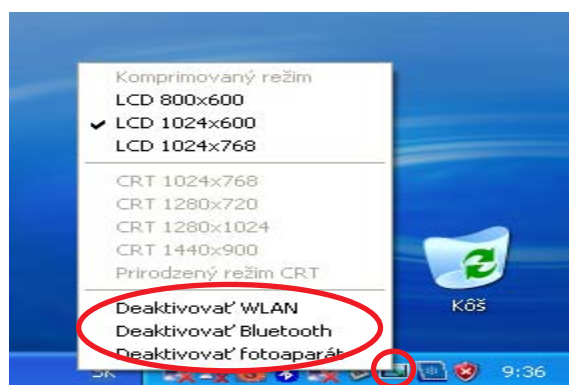 Komprimovaný režim
LCD 800x600
LCD 1024x600
LCD 1024x768
CRT 1024x768
CRT 1280x720
CRT 1280x1024
CRT 1440x900
Prirodzený režim CRT
Deaktivovať WLAN
Deaktivovať Bluetooth
Deaktivovať fotoaparát
Kôš
SK
9:36